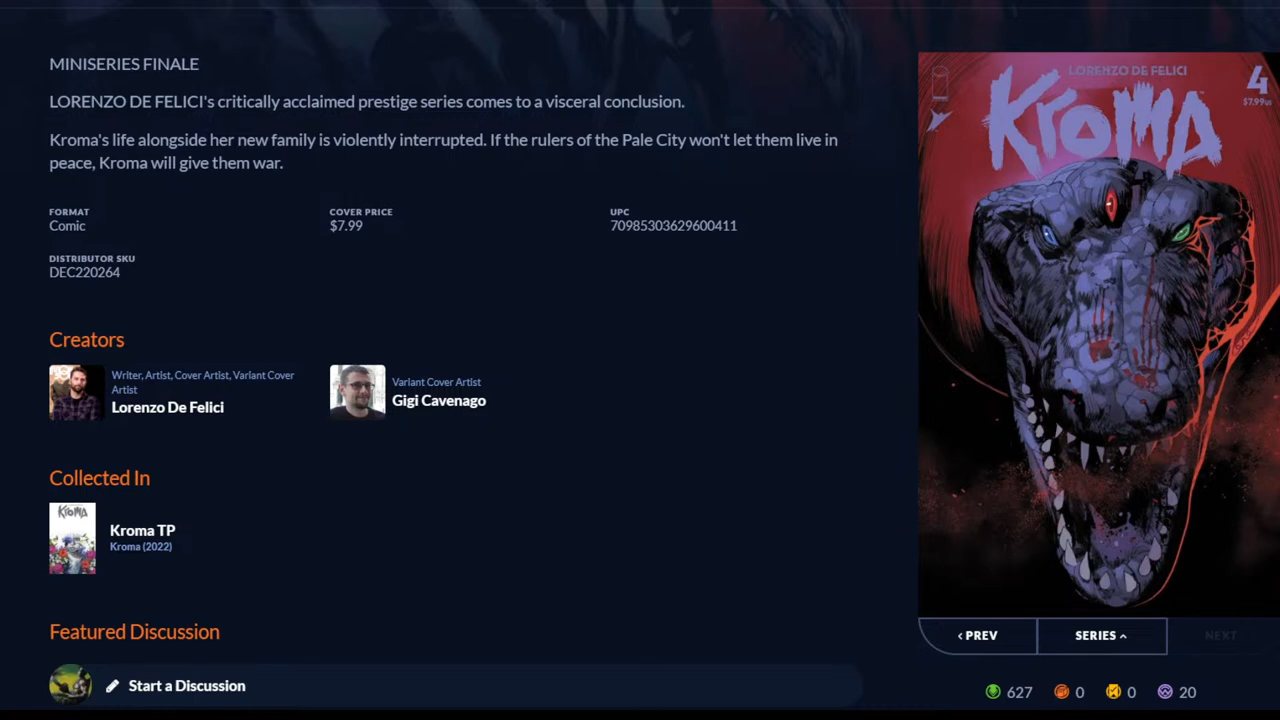 MINISERIES FINALE
LORENZO DE FELICI's critically acclaimed prestige series comes to a visceral conclusion.
Kroma's life alongside her new family is violently interrupted. If the rulers of the Pale City won't let them live in
peace, Kroma will give them war.
FORMAT
Comic
COVER PRICE
$7.99
UPC
70985303629600411
DISTRIBUTOR SKU
DEC220264
Creators
Writer, Artist, Cover Artist, Variant Cover
Artist
Lorenzo De Felici
Variant Cover Artist
Gigi Cavenago
Collected In
KROMA
Kroma TP
Kroma (2022)
Featured Discussion
Start a Discussion
LORENZO DE FELICI
KROMA
4
$7.99US
‹ PREV
SERIES ^
NEXT
627
0
0
20